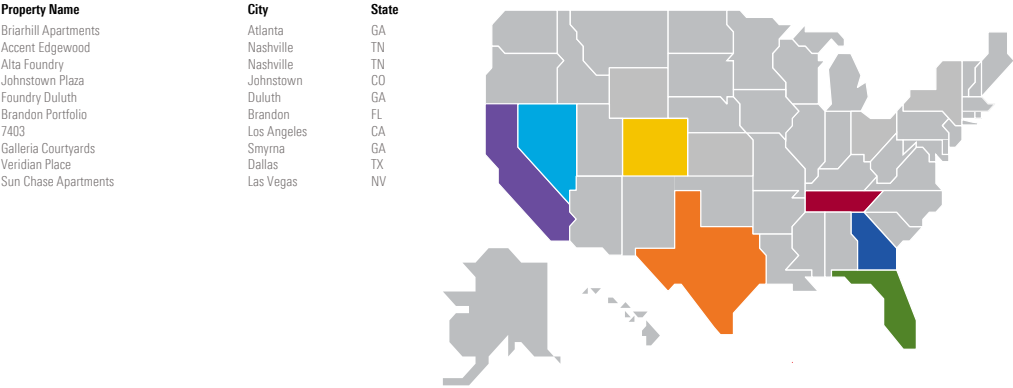 Property Name City State
Briarhill Apartments Atlanta GA
Accent Edgewood Nashville TN
Alta Foundry Nashville TN
Johnstown Plaza Johnstown CO
Foundry Duluth Duluth GA
Brandon Portfolio Brandon FL
7403 Los Angeles CA
Galleria Courtyards Smyrna GA
Veridian Place Dallas TX
Sun Chase Apartments Las Vegas NV